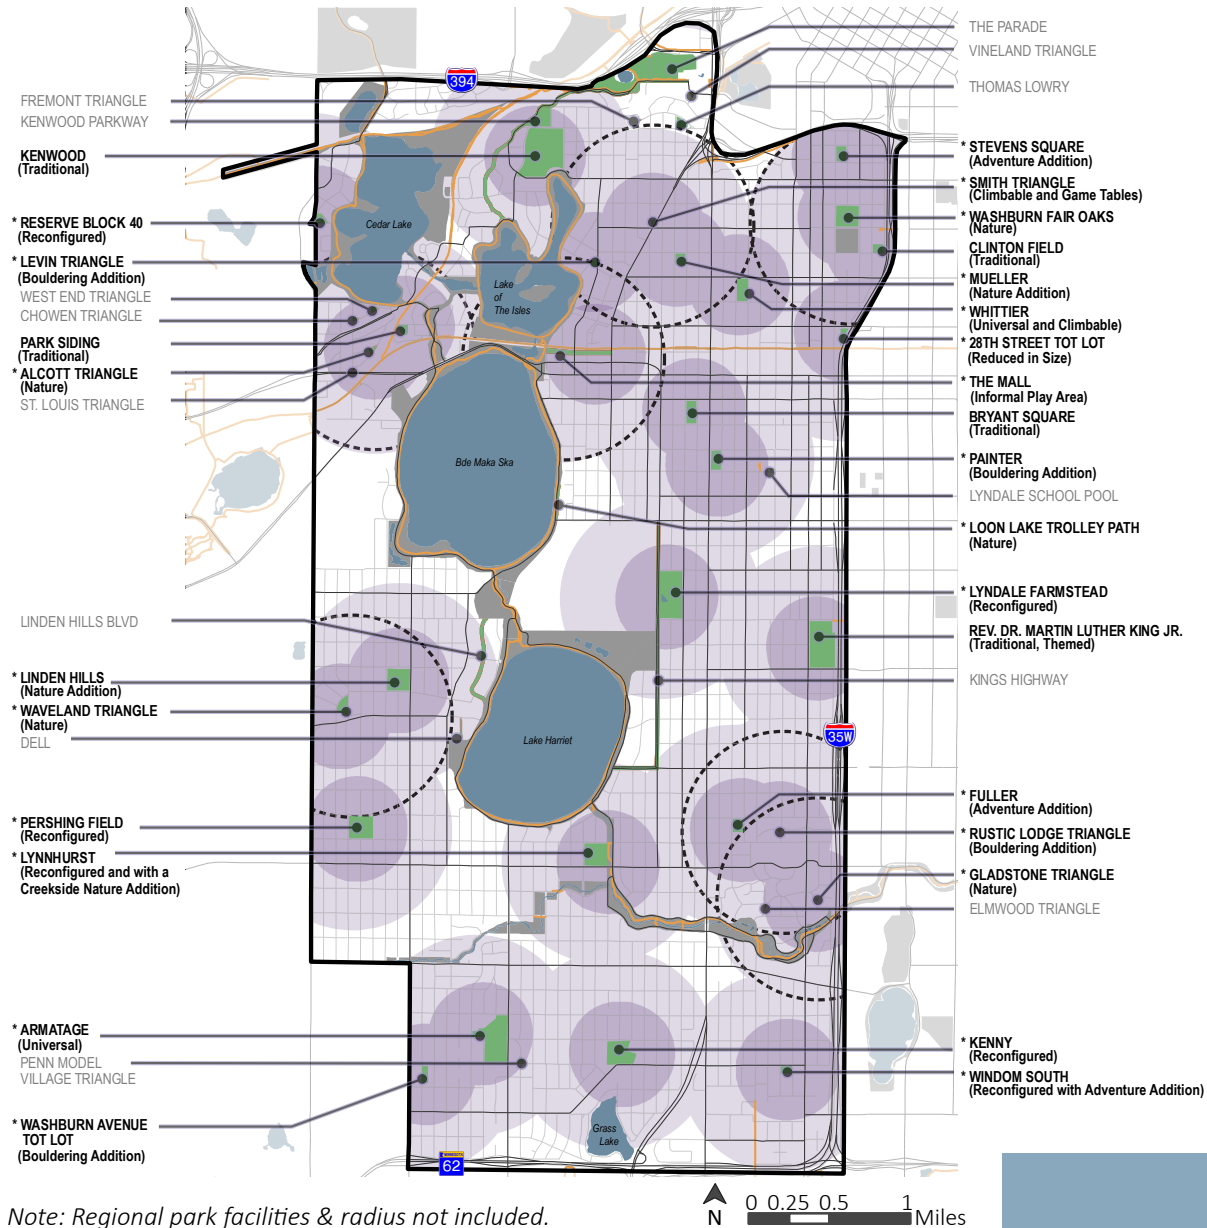 THE PARADE
VINELAND TRIANGLE
THOMAS LOWRY
394
FREMONT TRIANGLE
KENWOOD PARKWAY
KENWOOD
(Traditional)
* RESERVE BLOCK 40
(Reconfigured)
* LEVIN TRIANGLE
(Bouldering Addition)
WEST END TRIANGLE
CHOWEN TRIANGLE
PARK SIDING
(Traditional)
* ALCOTT TRIANGLE
(Nature)
ST. LOUIS TRIANGLE
* STEVENS SQUARE
(Adventure Addition)
* SMITH TRIANGLE
(Climbable and Game Tables)
* WASHBURN FAIR OAKS
(Nature)
CLINTON FIELD
(Traditional)
* MUELLER
(Nature Addition)
* WHITTIER
(Universal and Climbable)
* 28TH STREET TOT LOT
(Reduced in Size)
* THE MALL
(Informal Play Area)
BRYANT SQUARE
(Traditional)
* PAINTER
(Bouldering Addition)
LYNDALE SCHOOL POOL
* LOON LAKE TROLLEY PATH
(Nature)
Cedar Lake
Lake
of
The Isles
Bde Maka Ska
* LYNDALE FARMSTEAD
(Reconfigured)
REV. DR. MARTIN LUTHER KING JR.
(Traditional, Themed)
KINGS HIGHWAY
LINDEN HILLS BLVD
* LINDEN HILLS
(Nature Addition)
* WAVELAND TRIANGLE
(Nature)
DELL
Lake Harriet
35W
* PERSHING FIELD
(Reconfigured)
* LYNNHURST
(Reconfigured and with a
Creekside Nature Addition)
* FULLER
(Adventure Addition)
* RUSTIC LODGE TRIANGLE
(Bouldering Addition)
* GLADSTONE TRIANGLE
(Nature)
ELMWOOD TRIANGLE
* ARMATAGE
(Universal)
PENN MODEL
VILLAGE TRIANGLE
* WASHBURN AVENUE
TOT LOT
(Bouldering Addition)
* KENNY
(Reconfigured)
* WINDOM SOUTH
(Reconfigured with Adventure Addition)
Grass
Lake
62
Note: Regional park facilities & radius not included.
N
0 0.25 0.5 1
Miles